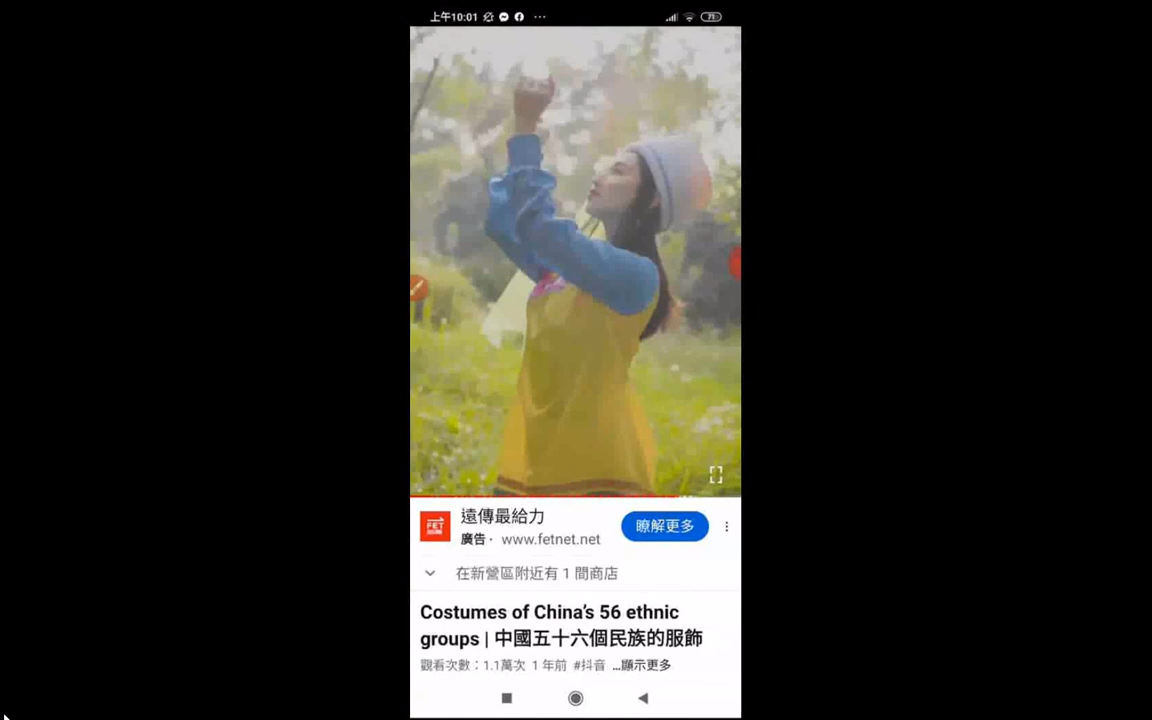 上午10:01
73
遠傳最給力
FET
廣告· www.fetnet.net
瞭解更多
在新營區附近有 1 間商店
Costumes of China's 56 ethnic
groups | 中國五十六個民族的服飾
觀看次數：1.1萬次 1 年前 #抖音 ...顯示更多